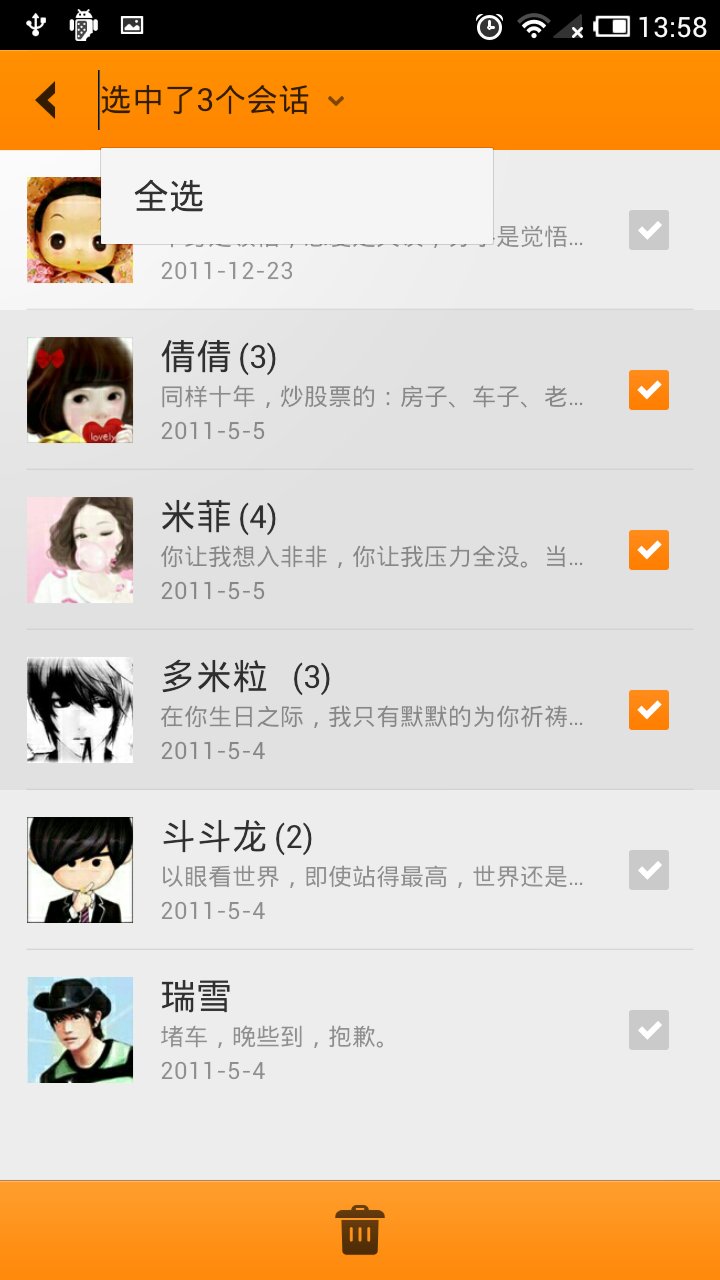 13:58
选中了3个会话
全选
是觉悟...
2011-12-23
倩倩(3)
同样十年，炒股票的：房子、车子、老...
2011-5-5
lovely
米菲(4)
你让我想入非非，你让我压力全没。当...
2011-5-5
多米粒 (3)
在你生日之际，我只有默默的为你祈祷...
2011-5-4
斗斗龙(2)
以眼看世界，即使站得最高，世界还是...
2011-5-4
瑞雪
堵车，晚些到，抱歉。
2011-5-4